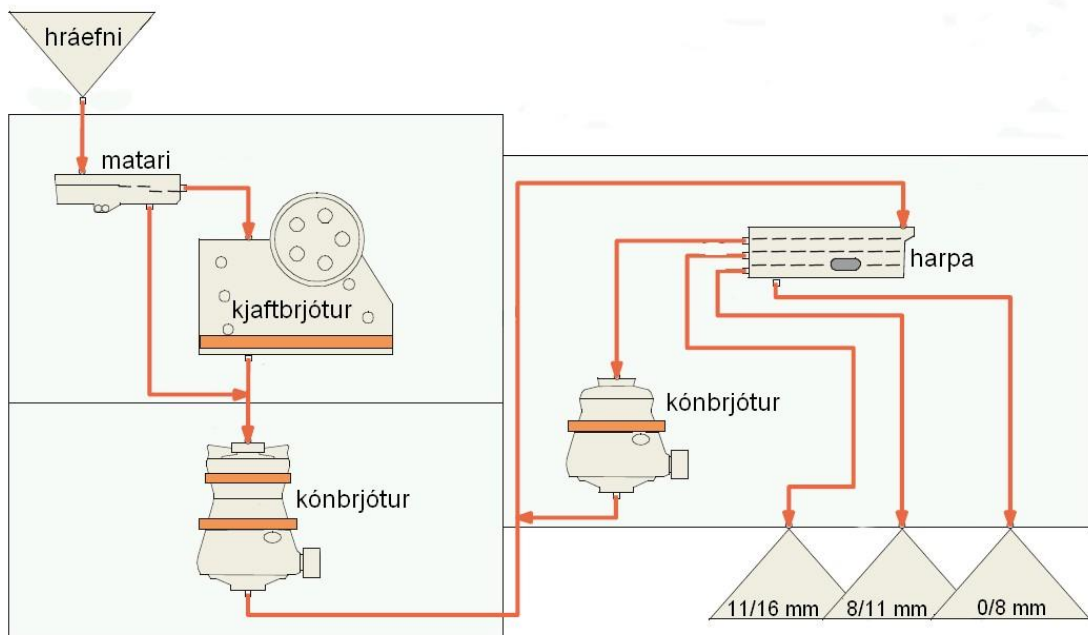 hráefni
matari
kjaftbrjótur
kónbrjótur
harpa
kónbrjótur
11/16 mm
8/11 mm
0/8 mm